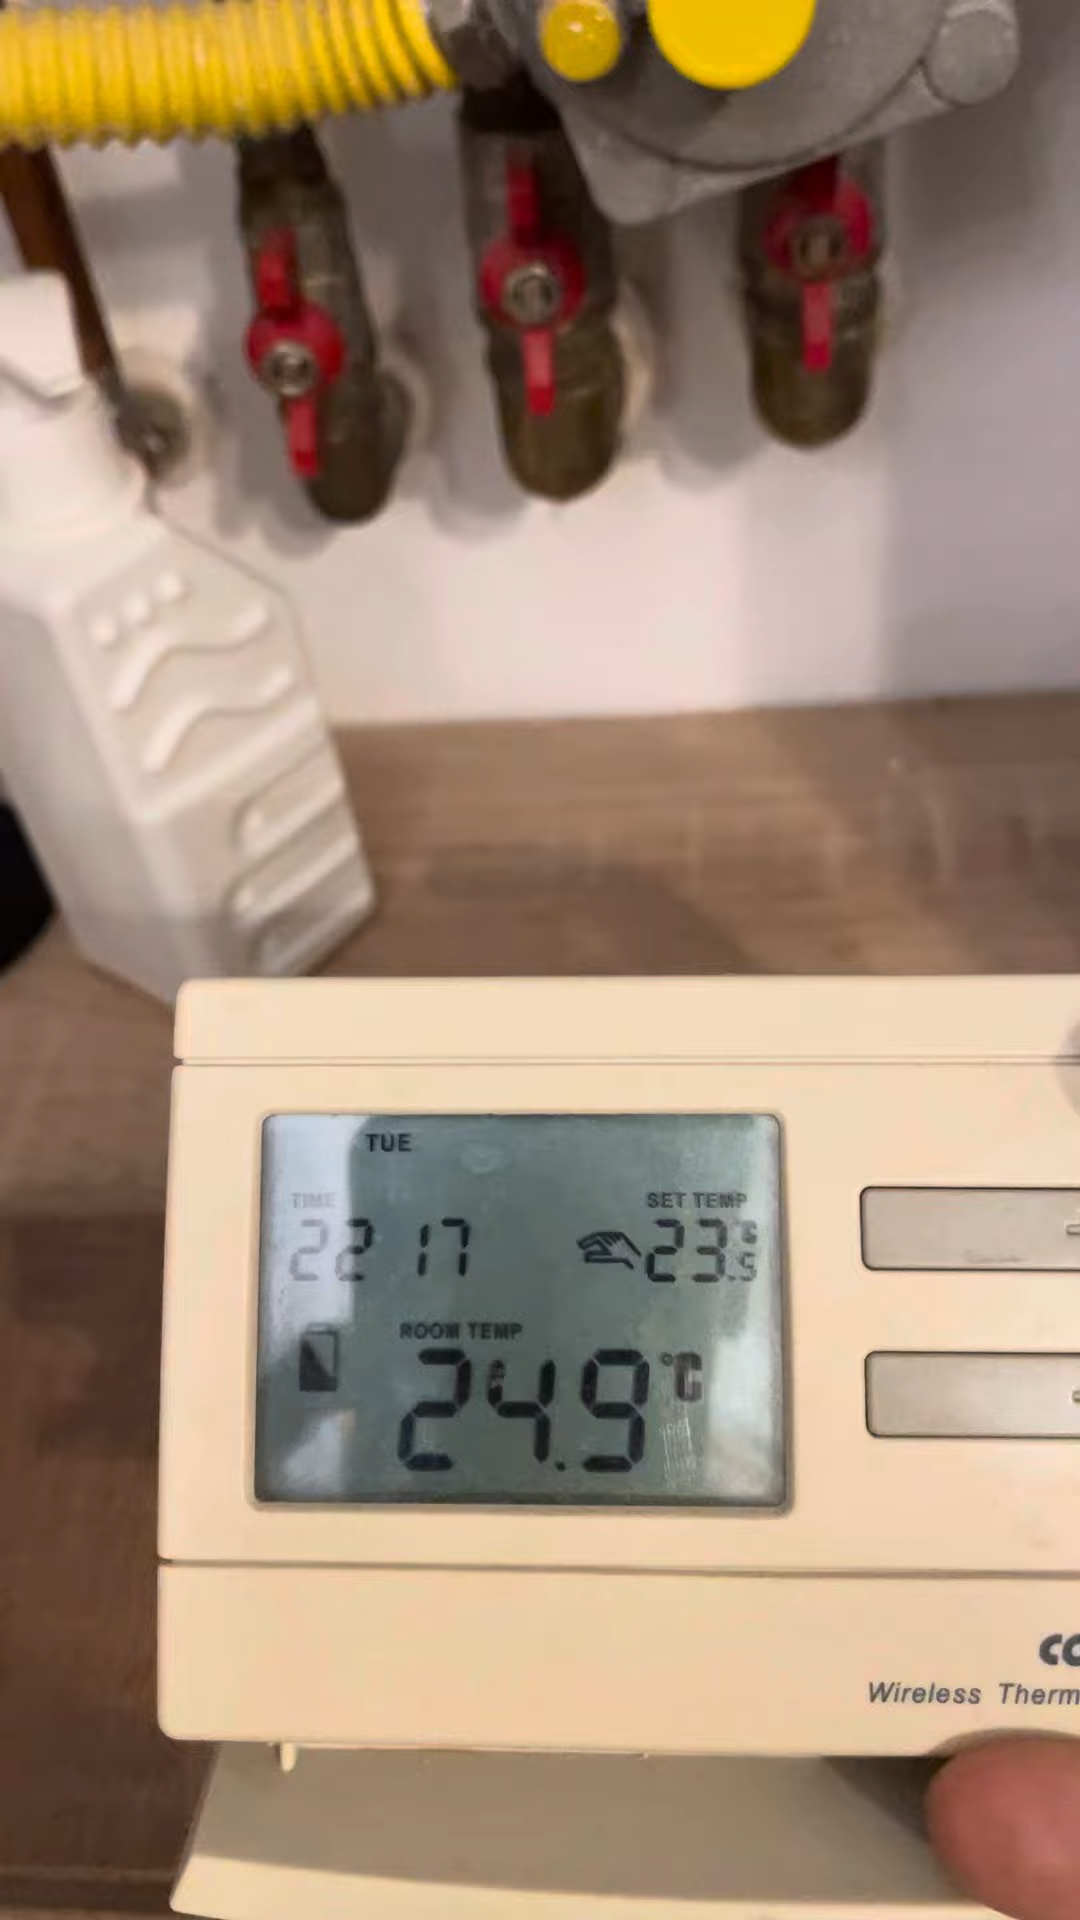 TUE
TIME SET TEMP
22 17 23.5
ROOM TEMP
24.9 °C
Wireless